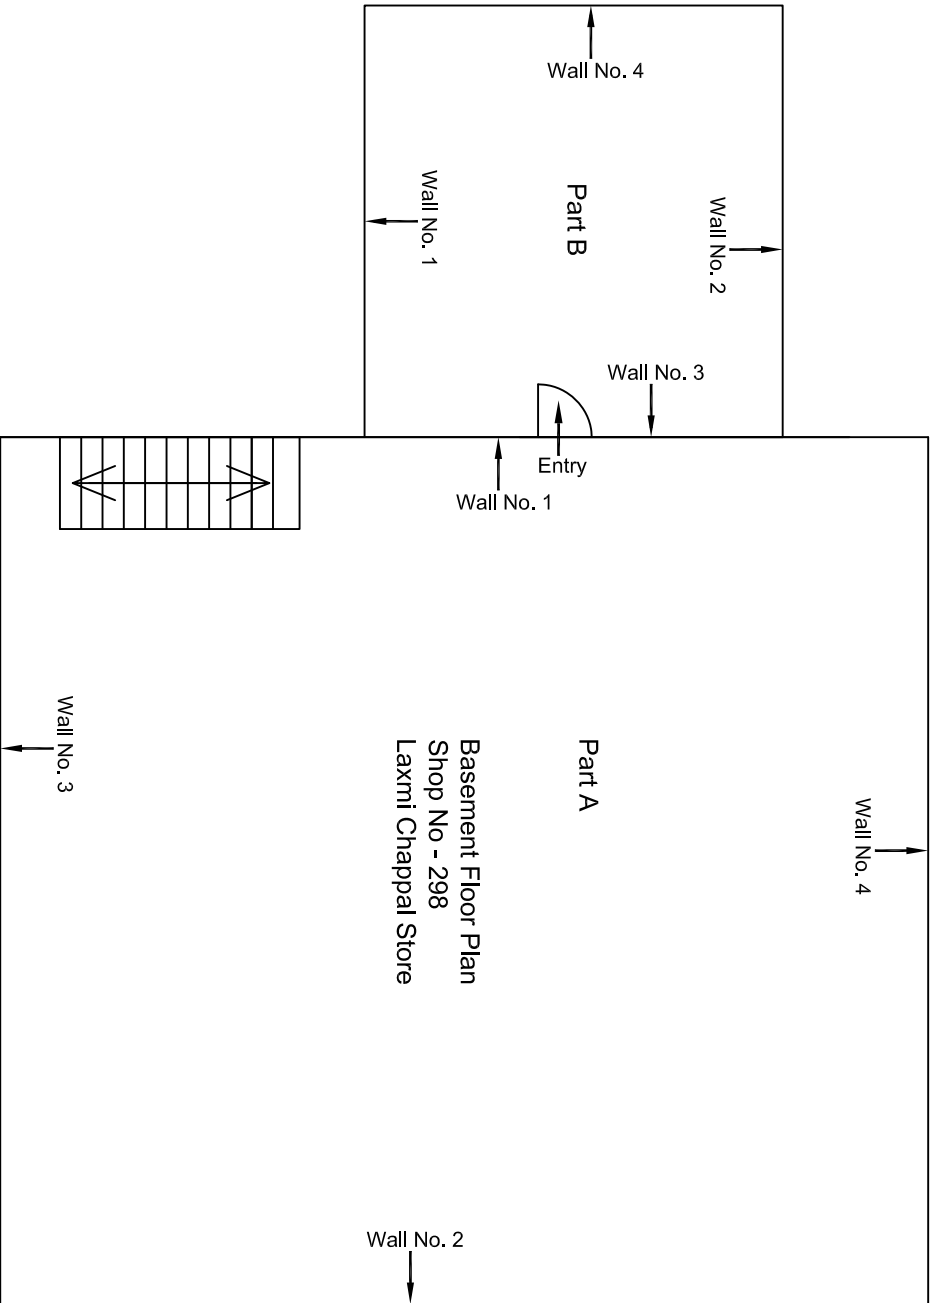 Wall No. 4
Wall No. 1
Part B
Wall No. 2
Wall No. 3
Entry
Wall No. 1
Wall No. 3
Part A
Basement Floor Plan
Shop No - 298
Laxmi Chappal Store
Wall No. 4
Wall No. 2